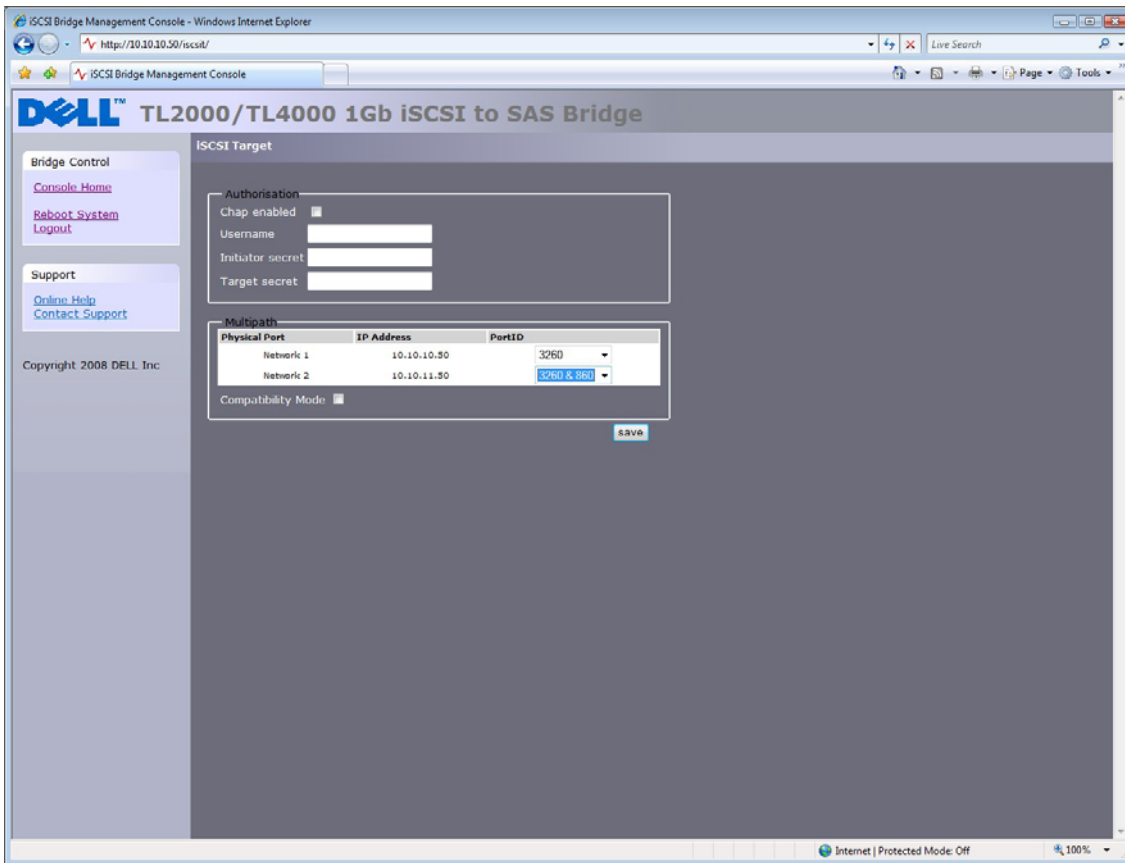 iSCSI Bridge Management Console - Windows Internet Explorer
http://10.10.10.50/iscsit/
Live Search
iSCSI Bridge Management Console
Page
Tools
DELL™ TL2000/TL4000 1Gb iSCSI to SAS Bridge
iSCSI Target
Bridge Control
Console Home
Reboot System
Logout
Support
Online Help
Contact Support
Copyright 2008 DELL Inc
Authorisation
Chap enabled
Username
Initiator secret
Target secret
Multipath
Physical Port IP Address PortID
Network 1 10.10.10.50 3260
Network 2 10.10.11.50 3260 & 860
Compatibility Mode
save
Internet | Protected Mode: Off
100%